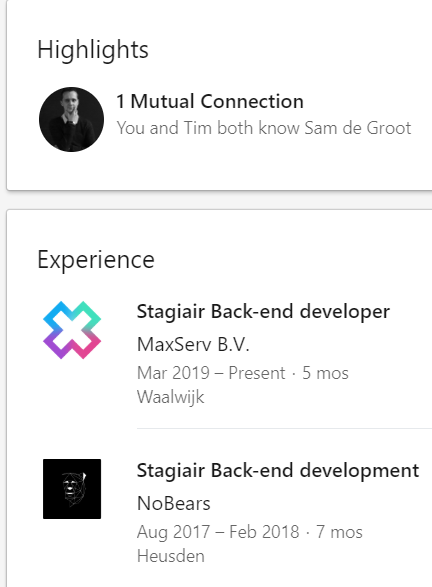 Highlights
1 Mutual Connection
You and Tim both know Sam de Groot
Experience
Stagiair Back-end developer
MaxServ B.V.
Mar 2019 – Present · 5 mos
Waalwijk
Stagiair Back-end development
NoBears
Aug 2017 – Feb 2018 · 7 mos
Heusden